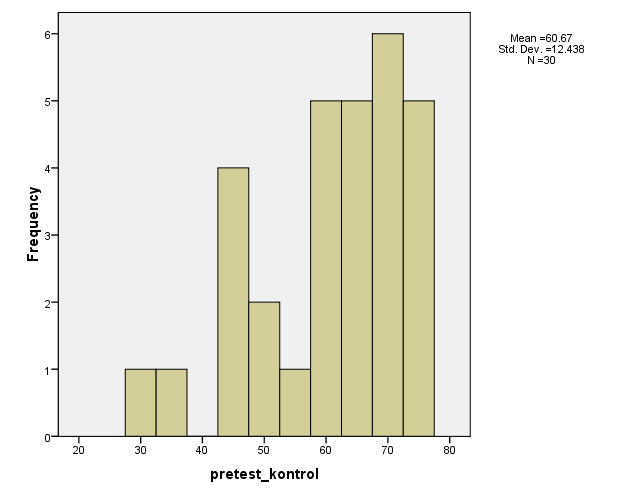 Mean =60.67
Std. Dev. =12.438
N =30
Frequency
6
5
4
3
2
1
0
20 30 40 50 60 70 80
pretest_kontrol